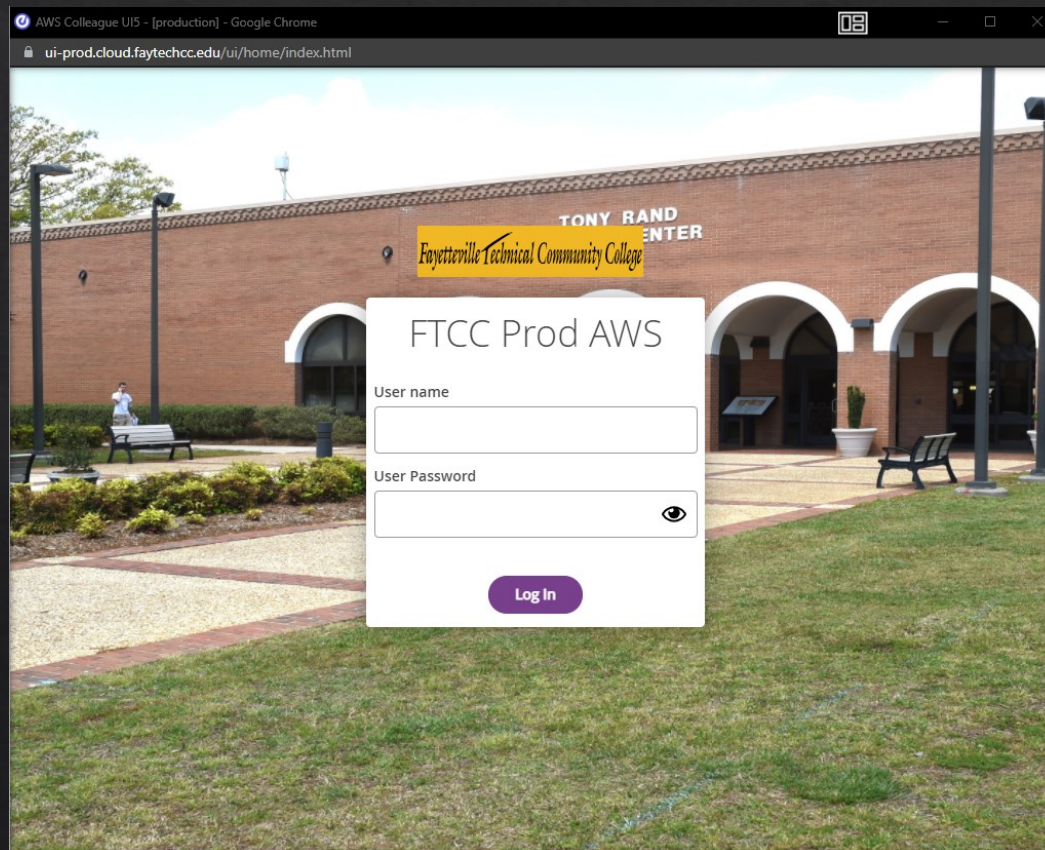 AWS Colleague UI5 - [production] - Google Chrome
ui-prod.cloud.faytechcc.edu/ui/home/index.html
TONY RAND
ENTER
Fayetteville Technical Community College
FTCC Prod AWS
User name
User Password
Log In